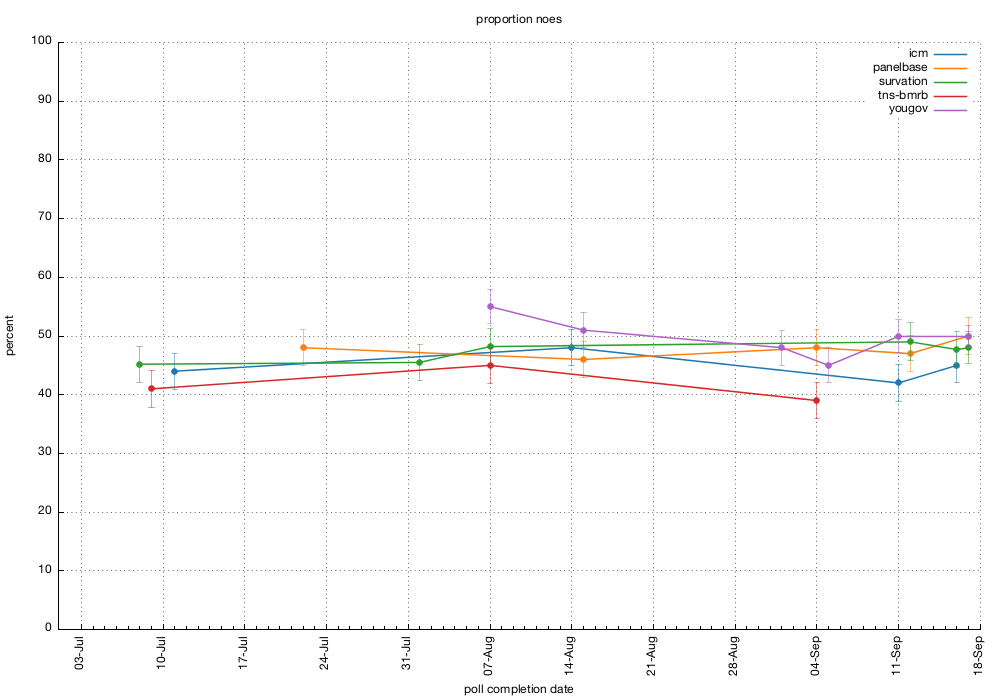 proportion noes
100
90
80
70
60
50
40
30
20
10
0
percent
icm
panelbase
survation
tns-bmrb
yougov
03-Jul
10-Jul
17-Jul
24-Jul
31-Jul
07-Aug
14-Aug
21-Aug
28-Aug
04-Sep
11-Sep
18-Sep
poll completion date